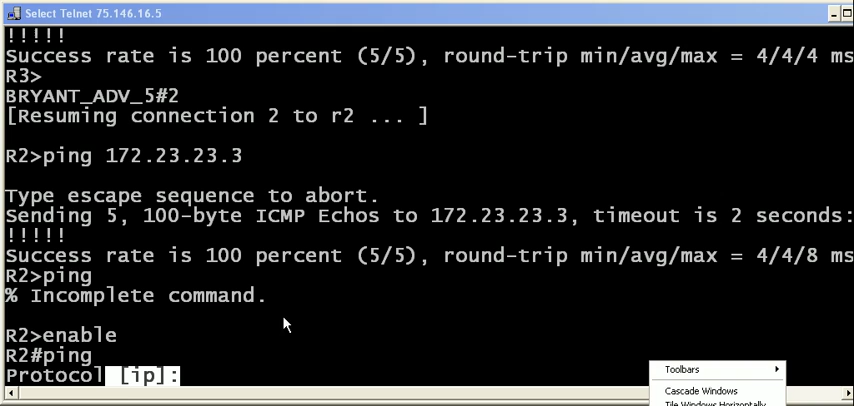 Select Telnet 75.146.16.5
!!!!!
Success rate is 100 percent (5/5), round-trip min/avg/max = 4/4/4 ms
R3>
BRYANT_ADV_5#2
[Resuming connection 2 to r2 ... ]
R2>ping 172.23.23.3
Type escape sequence to abort.
Sending 5, 100-byte ICMP Echos to 172.23.23.3, timeout is 2 seconds:
!!!!!
Success rate is 100 percent (5/5), round-trip min/avg/max = 4/4/8 ms
R2>ping
% Incomplete command.
R2>enable
R2#ping
Protocol [ip]:
Toolbars
Cascade Windows
Tile Windows Horizontally